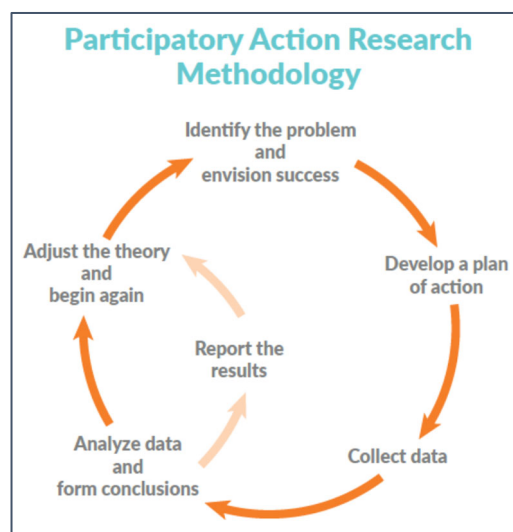 Participatory Action Research
Methodology
Identify the problem
and
envision success
Develop a plan
of action
Collect data
Analyze data
and
form conclusions
Report the
results
Adjust the theory
and
begin again